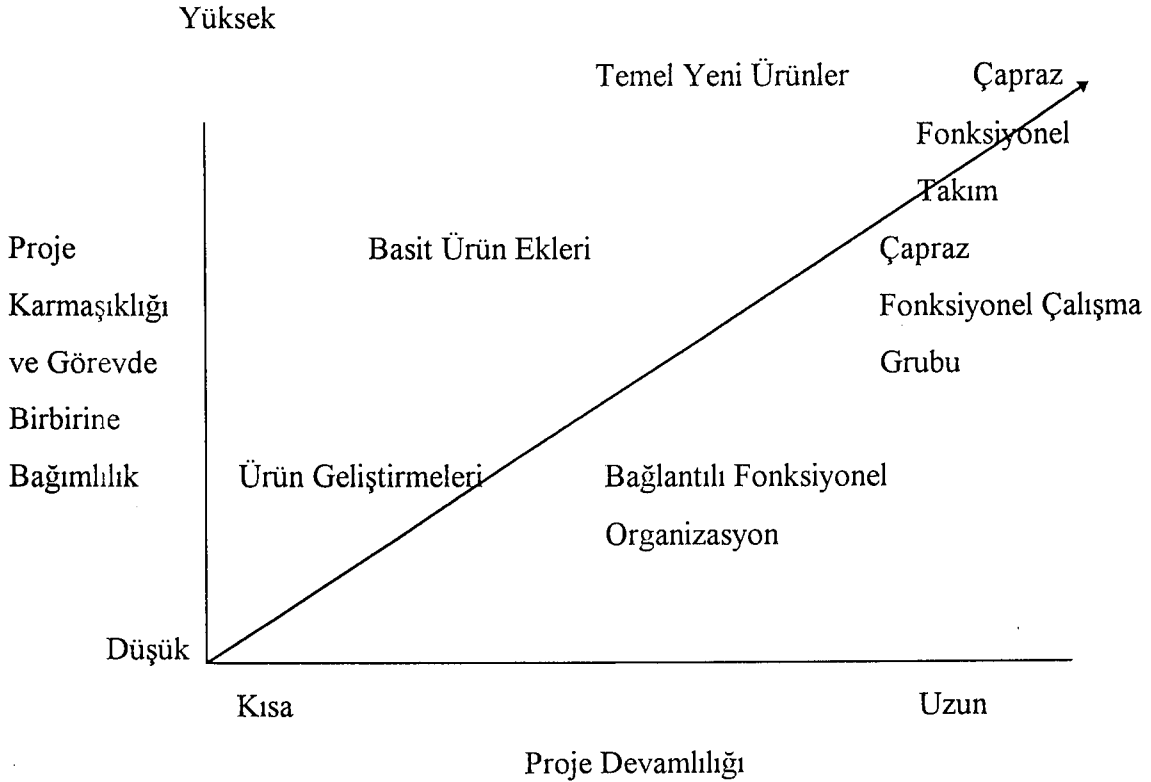 Yüksek
Temel Yeni Ürünler
Çapraz
Fonksiyonel
Takım
Proje
Karmaşıklığı
ve Görevde
Birbirine
Bağımlılık
Basit Ürün Ekleri
Çapraz
Fonksiyonel Çalışma
Grubu
Ürün Geliştirmeleri
Bağlantılı Fonksiyonel
Organizasyon
Düşük
Kısa
Uzun
Proje Devamlılığı